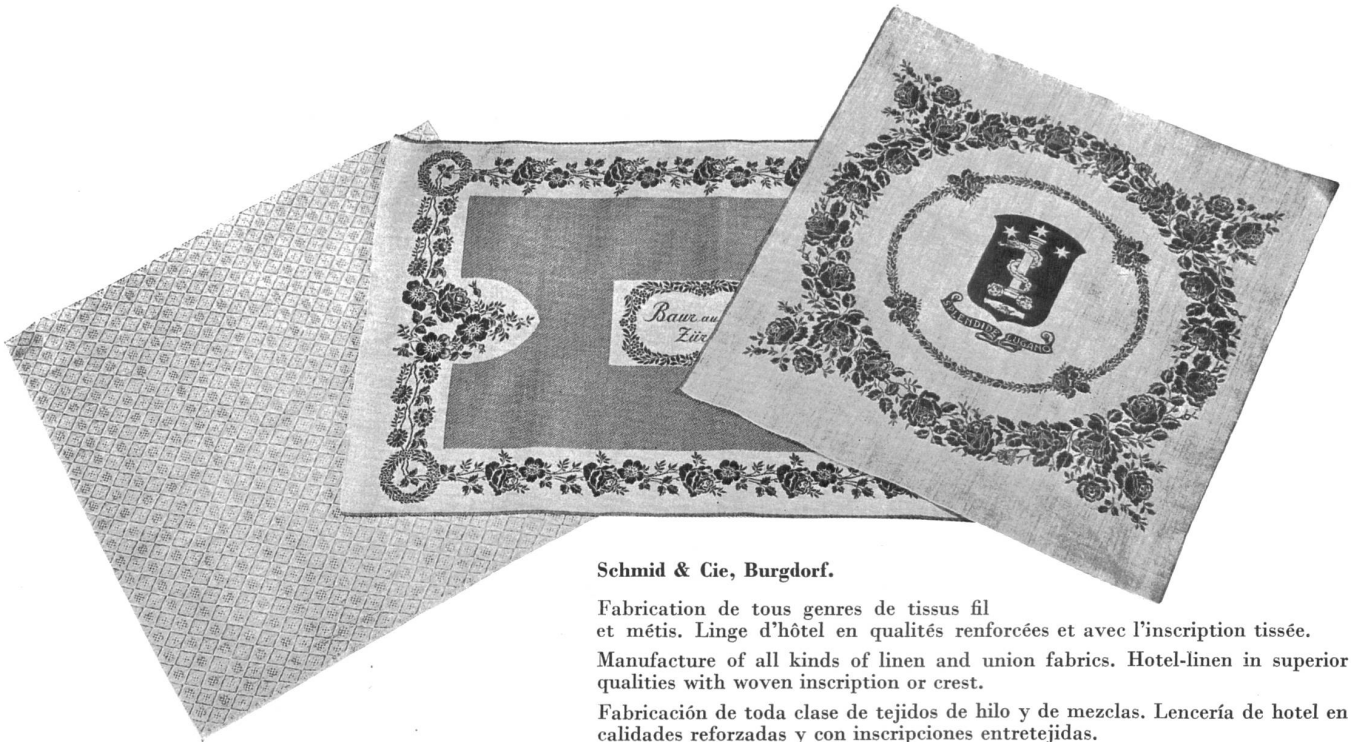 Baur au
Zür
SPLENDIDE LUGANO
Schmid & Cie, Burgdorf.
Fabrication de tous genres de tissus fil
et métis. Linge d'hôtel en qualités renforcées et avec l'inscription tissée.
Manufacture of all kinds of linen and union fabrics. Hotel-linen in superior
qualities with woven inscription or crest.
Fabricación de toda clase de tejidos de hilo y de mezclas. Lencería de hotel en
calidades reforzadas y con inscripciones entretejidas.